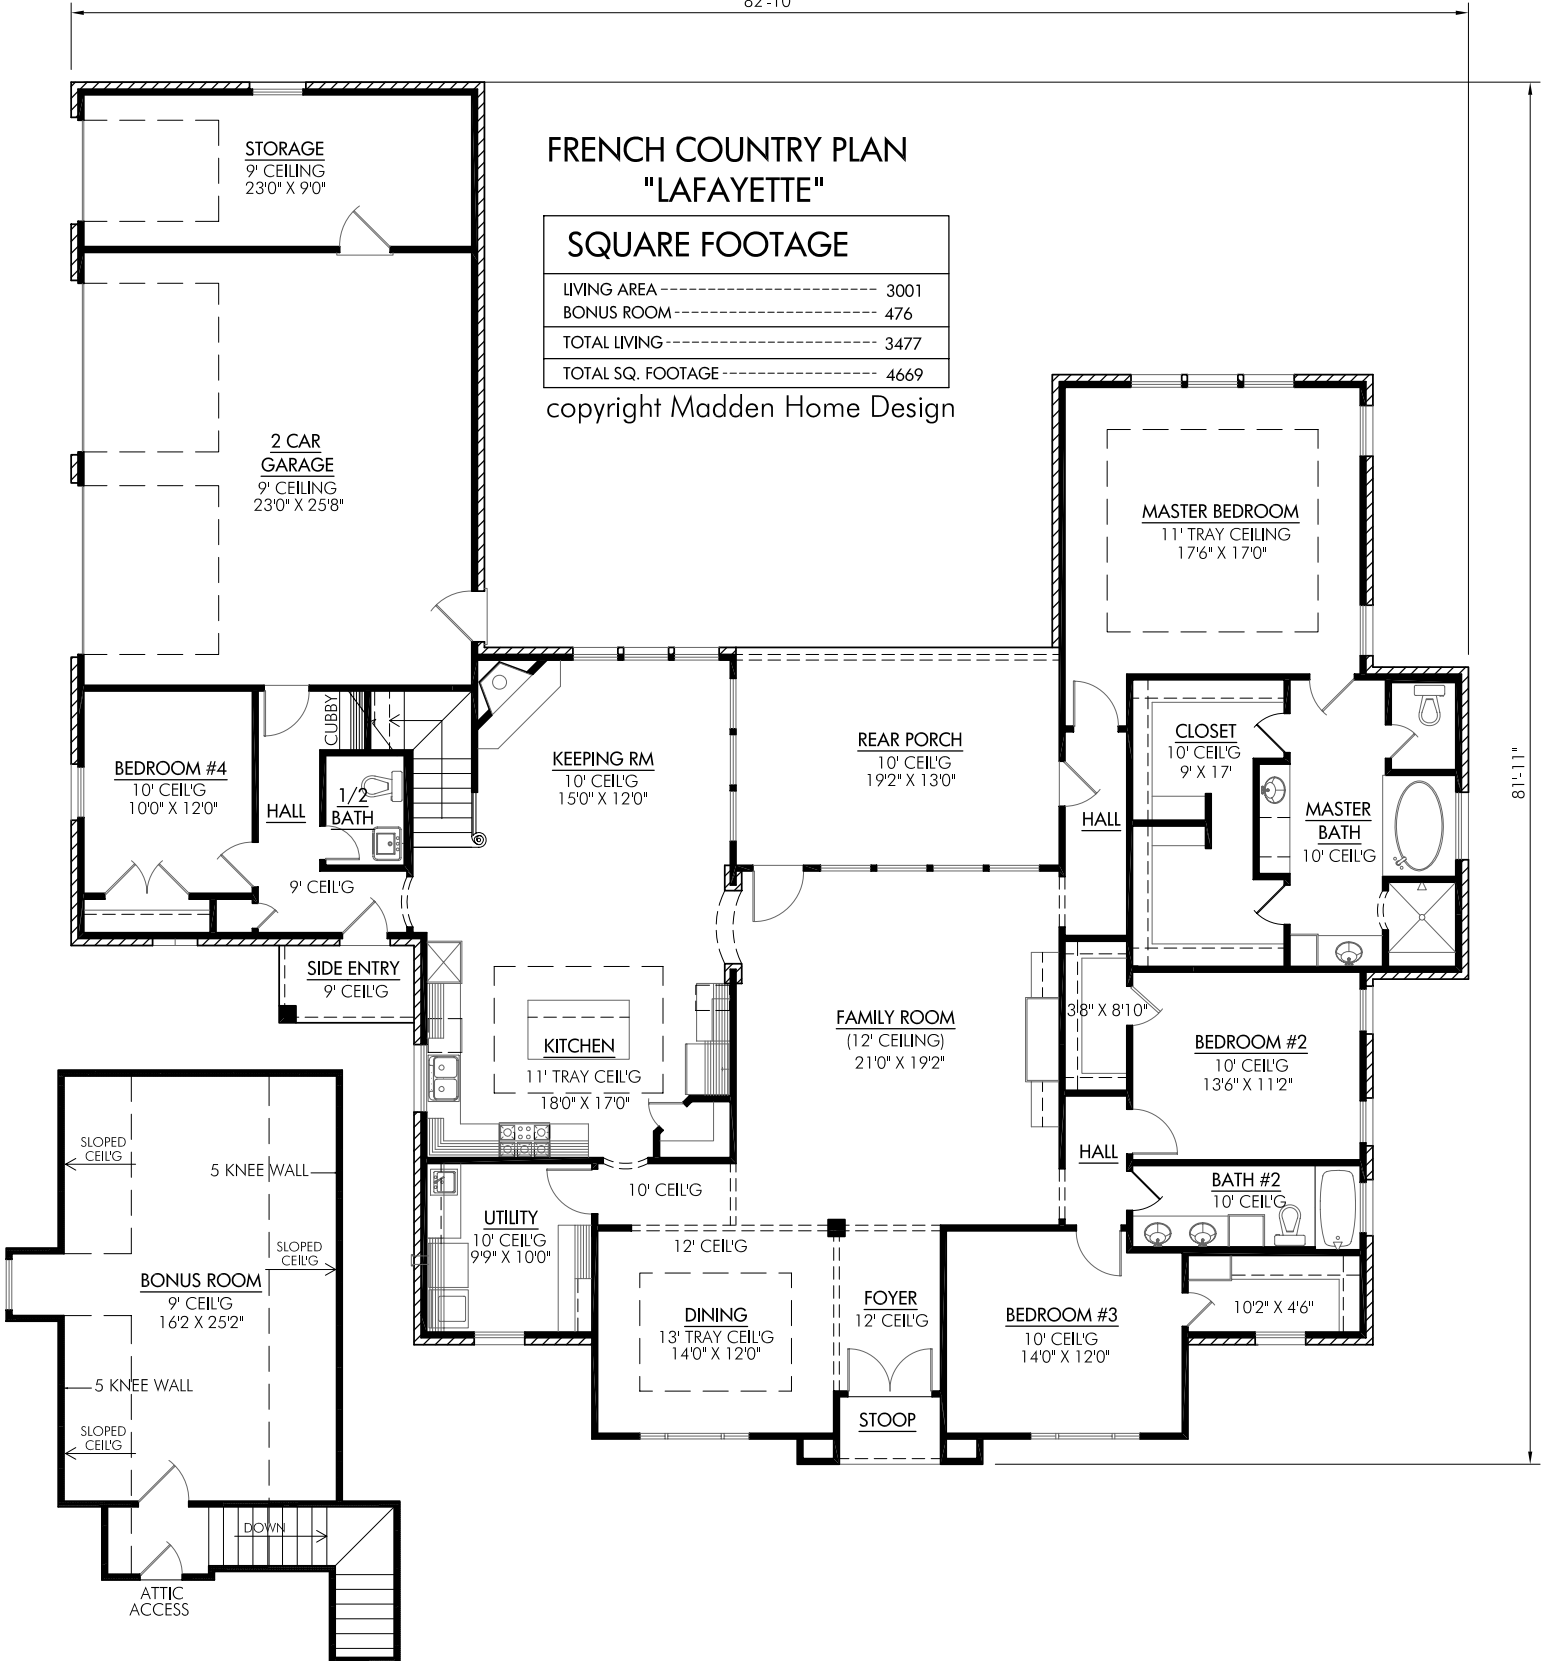 82'-10"
FRENCH COUNTRY PLAN
"LAFAYETTE"
SQUARE FOOTAGE
LIVING AREA 3001
BONUS ROOM 476
TOTAL LIVING 3477
TOTAL SQ. FOOTAGE 4669
copyright Madden Home Design
STORAGE
9' CEILING
23'0" X 9'0"
2 CAR
GARAGE
9' CEILING
23'0" X 25'8"
MASTER BEDROOM
11' TRAY CEILING
17'6" X 17'0"
81'-11"
BEDROOM #4
10' CEIL'G
10'0" X 12'0"
HALL
CUBBY
1/2
BATH
9' CEIL'G
KEEPING RM
10' CEIL'G
15'0" X 12'0"
REAR PORCH
10' CEIL'G
19'2" X 13'0"
HALL
CLOSET
10' CEIL'G
9' X 17'
MASTER
BATH
10' CEIL'G
SIDE ENTRY
9' CEIL'G
KITCHEN
11' TRAY CEIL'G
18'0" X 17'0"
FAMILY ROOM
(12' CEILING)
21'0" X 19'2"
3'8" X 8'10"
BEDROOM #2
10' CEIL'G
13'6" X 11'2"
HALL
BATH #2
10' CEIL'G
10' CEIL'G
UTILITY
10' CEIL'G
9'9" X 10'0"
12' CEIL'G
DINING
13' TRAY CEIL'G
14'0" X 12'0"
FOYER
12' CEIL'G
STOOP
BEDROOM #3
10' CEIL'G
14'0" X 12'0"
10'2" X 4'6"
SLOPED
CEIL'G
5 KNEE WALL
SLOPED
CEIL'G
BONUS ROOM
9' CEIL'G
16'2 X 25'2"
5 KNEE WALL
SLOPED
CEIL'G
DOWN
ATTIC
ACCESS